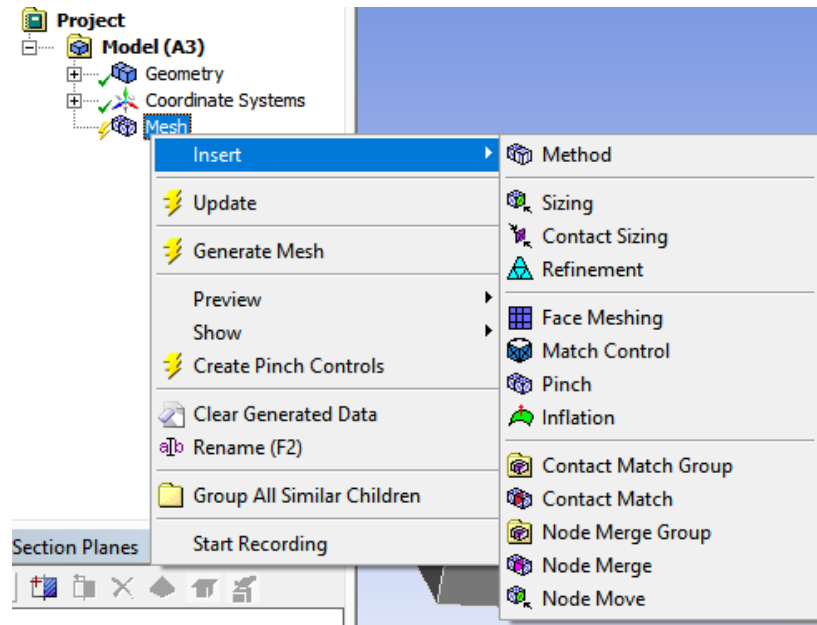 Project
Model (A3)
Geometry
Coordinate Systems
Mesh
Insert
Update
Generate Mesh
Preview
Show
Create Pinch Controls
Clear Generated Data
Rename (F2)
Group All Similar Children
Start Recording
Method
Sizing
Contact Sizing
Refinement
Face Meshing
Match Control
Pinch
Inflation
Contact Match Group
Contact Match
Node Merge Group
Node Merge
Node Move
Section Planes